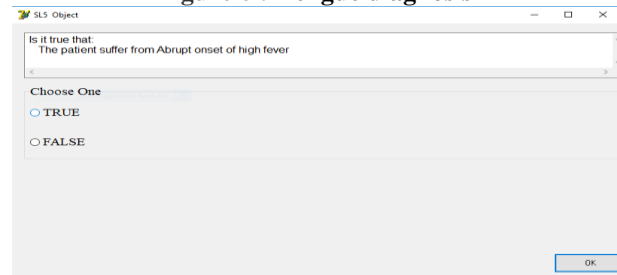 SL5 Object
Is it true that:
The patient suffer from Abrupt onset of high fever
Choose One
TRUE
FALSE
OK